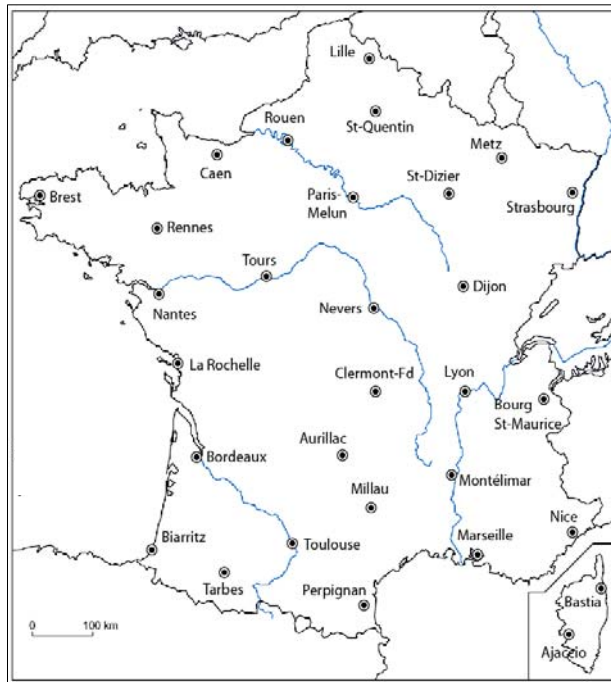 Lille
St-Quentin
Rouen
Metz
Caen
St-Dizier
Paris-
Melun
Strasbourg
Brest
Rennes
Tours
Dijon
Nantes
Nevers
La Rochelle
Clermont-Fd
Lyon
Bourg
St-Maurice
Aurillac
Bordeaux
Montélimar
Millau
Nice
Biarritz
Toulouse
Marseille
Tarbes
Perpignan
Bastia
0 100 km
Ajaccio